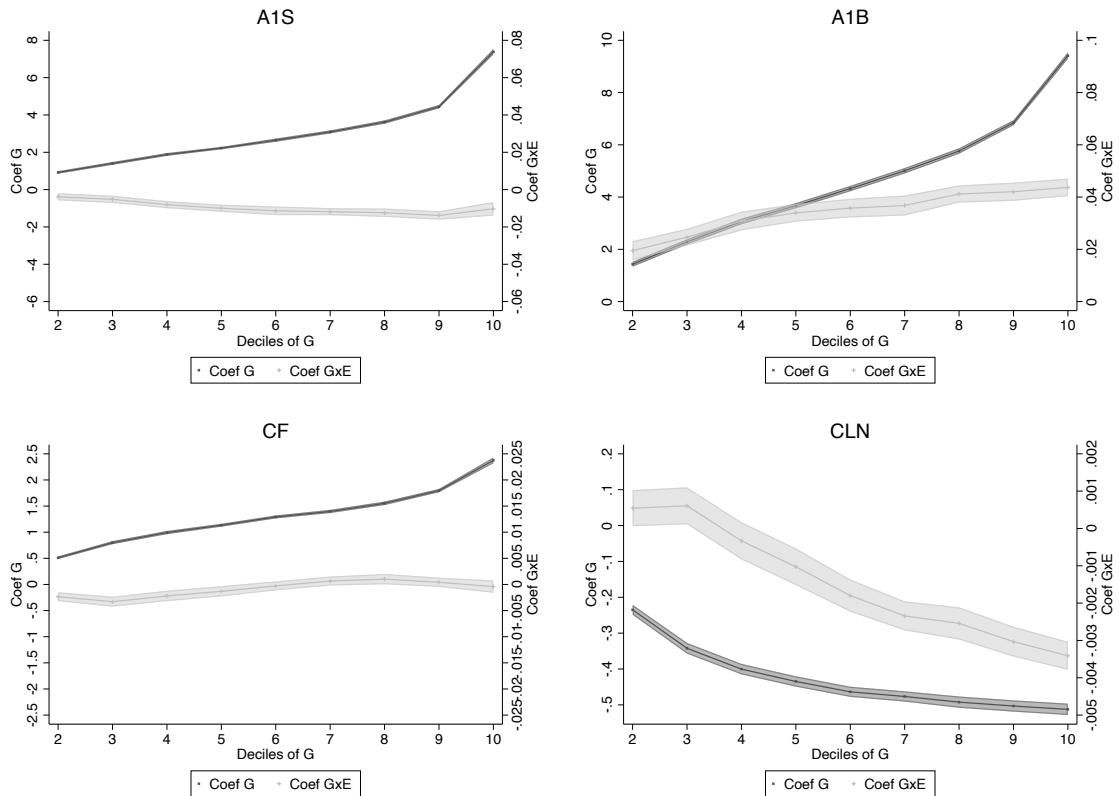 A1S
8
6
4
2
0
-2
-4
-6
Coef G
.08
.06
.04
.02
0
-.02
-.04
-.06
Coef GxE
2 3 4 5 6 7 8 9 10
Deciles of G
Coef G Coef GxE
A1B
10
8
6
4
2
0
Coef G
.1
.08
.06
.04
.02
0
Coef GxE
2 3 4 5 6 7 8 9 10
Deciles of G
Coef G Coef GxE
CF
2.5
2
1.5
1
.5
0
-.5
-1
-1.5
-2
-2.5
Coef G
.025
.02
.015
.01
.005
0
-.005
-.01
-.015
-.02
-.025
Coef GxE
2 3 4 5 6 7 8 9 10
Deciles of G
Coef G Coef GxE
CLN
.2
.1
0
-.1
-.2
-.3
-.4
-.5
Coef G
.002
.001
0
-.001
-.002
-.003
-.004
-.005
Coef GxE
2 3 4 5 6 7 8 9 10
Deciles of G
Coef G Coef GxE